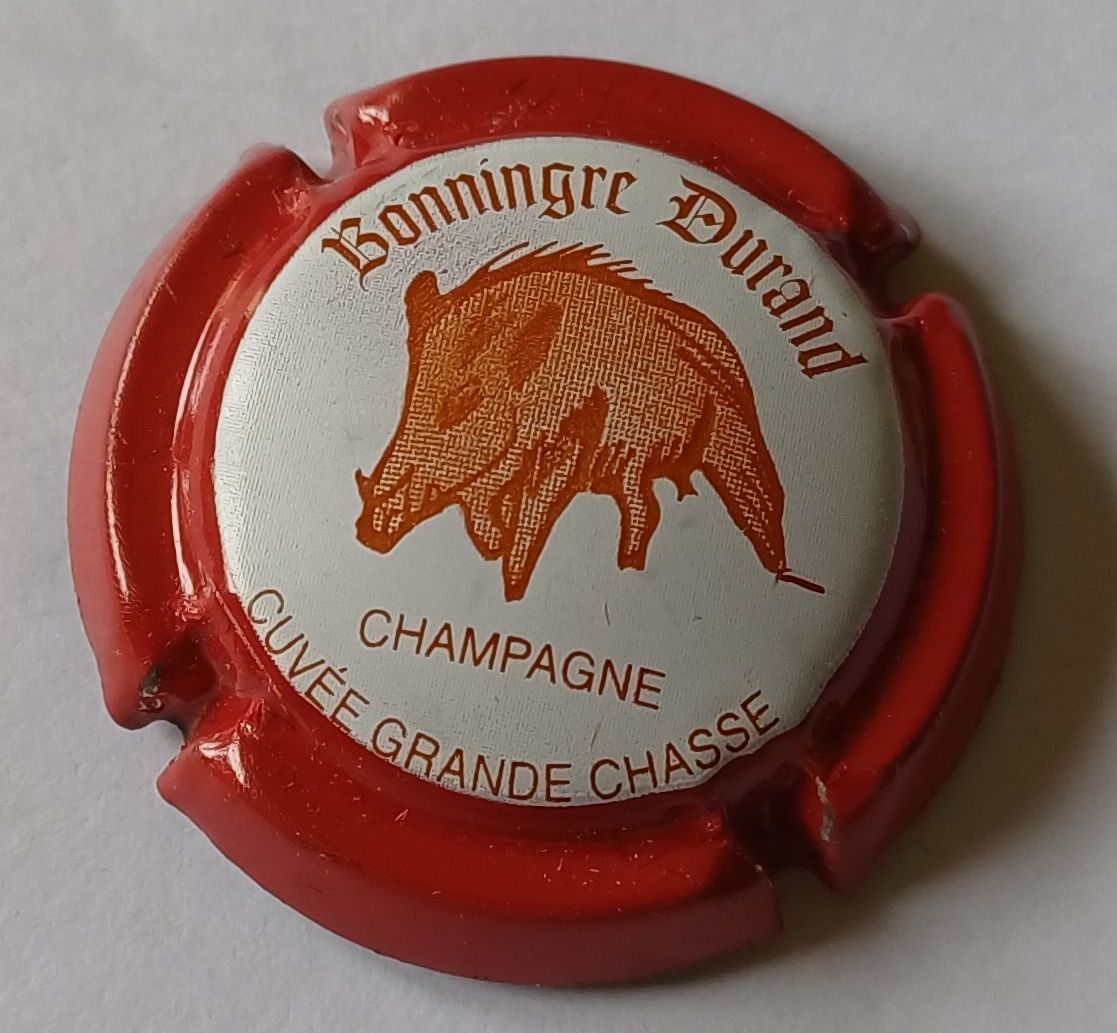 Bonningre Durand
CHAMPAGNE
CUVÉE GRANDE CHASSE